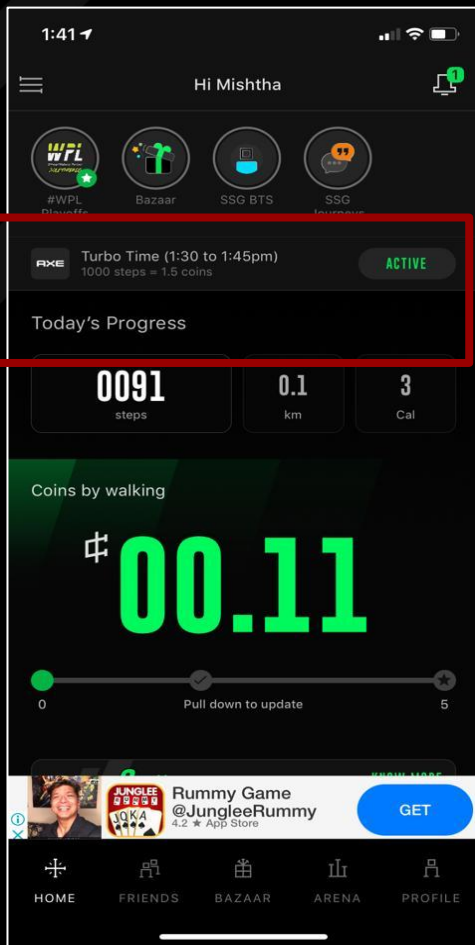 1:41
Hi Mishtha
1
WPL
#WPL
Playoffs
Bazaar
SSG BTS
SSG
Journeys
AXE
Turbo Time (1:30 to 1:45pm)
1000 steps = 1.5 coins
ACTIVE
Today's Progress
0091
steps
0.1
km
3
Cal
Coins by walking
00.11
0
Pull down to update
5
KNOW MORE
JUNGLEE
Rummy Game
@JungleeRummy
4.2 ★ App Store
GET
HOME
FRIENDS
BAZAAR
ARENA
PROFILE